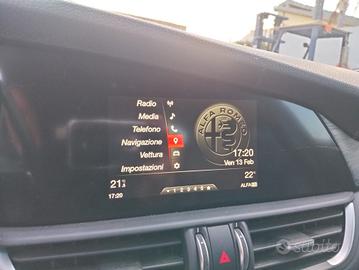 Radio
Media
Telefono
Navigazione
Vettura
Impostazioni
ALFA ROMEO
17:20
Ven 13 Feb
21
22°
17:20
ALFA
subito